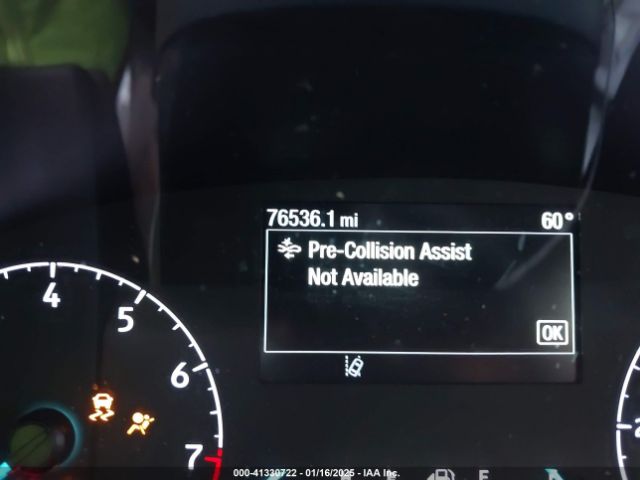 76536.1 mi 60°
Pre-Collision Assist
Not Available
OK
4
5
6
7
2
F
000-41330722 - 01/16/2025 - IAA Inc.